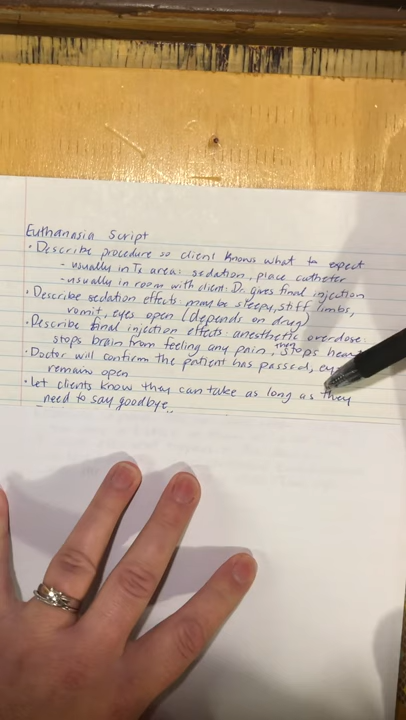 Euthanasia Script
• Describe procedure so client knows what to expect
- usually in Tx area: sedation, place catheter
- usually in room with client: Dr. gives final injection
• Describe sedation effects may be sleepy, stiff limbs,
vomit, eyes open (depends on drug)
• Describe final injection effects: anesthetic overdose
stops brain from feeling any pain, then stops hear
• Doctor will confirm the patient has passed,
remain open
• Let clients know they can take as long as they
need to say goodbye